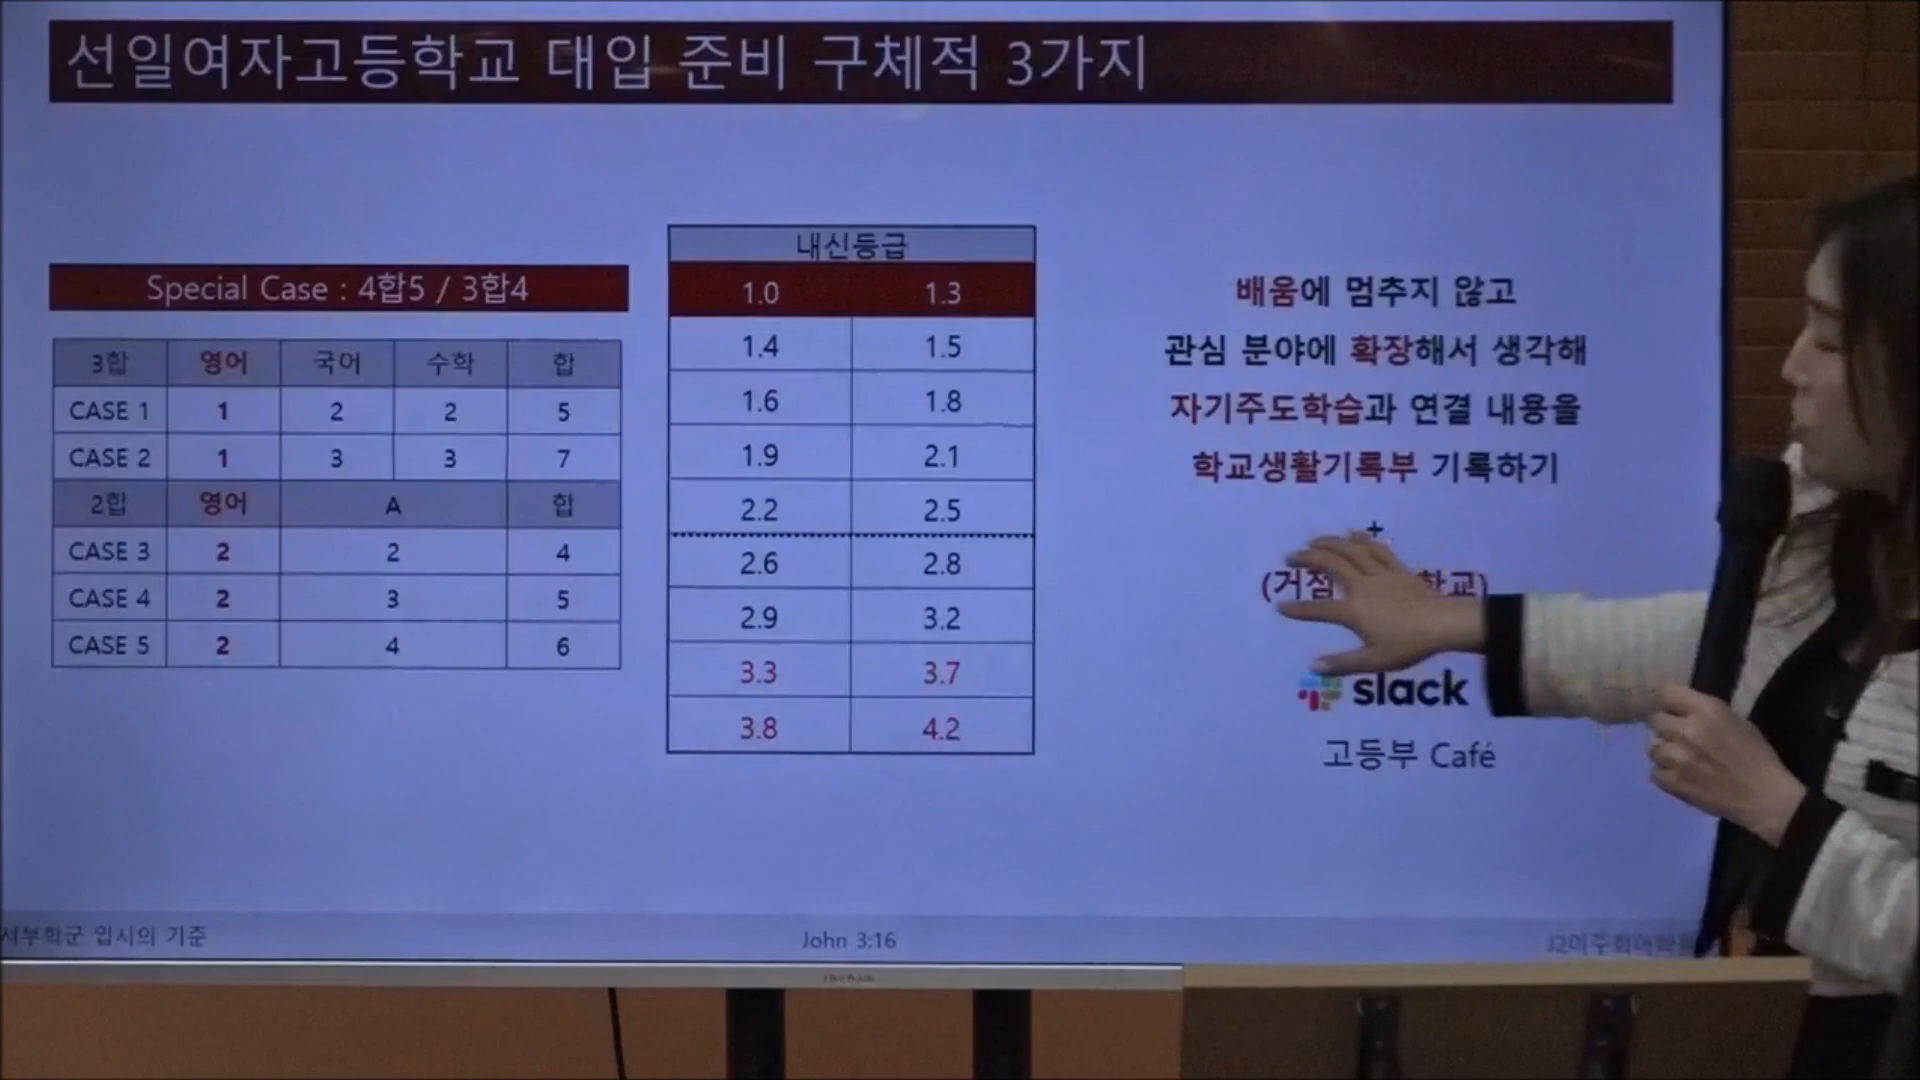 선일여자고등학교 대입 준비 구체적 3가지
Special Case : 4합5 / 3합4
3합 영어 국어 수학 합
CASE 1 1 2 2 5
CASE 2 1 3 3 7
2합 영어 A 합
CASE 3 2 2 4
CASE 4 2 3 5
CASE 5 2 4 6
내신등급
1.0 1.3
1.4 1.5
1.6 1.8
1.9 2.1
2.2 2.5
2.6 2.8
2.9 3.2
3.3 3.7
3.8 4.2
배움에 멈추지 않고
관심 분야에 확장해서 생각해
자기주도학습과 연결 내용을
학교생활기록부 기록하기
+
(거점 학교)
slack
고등부 Café
서부학군 입시의 기준
John 3:16